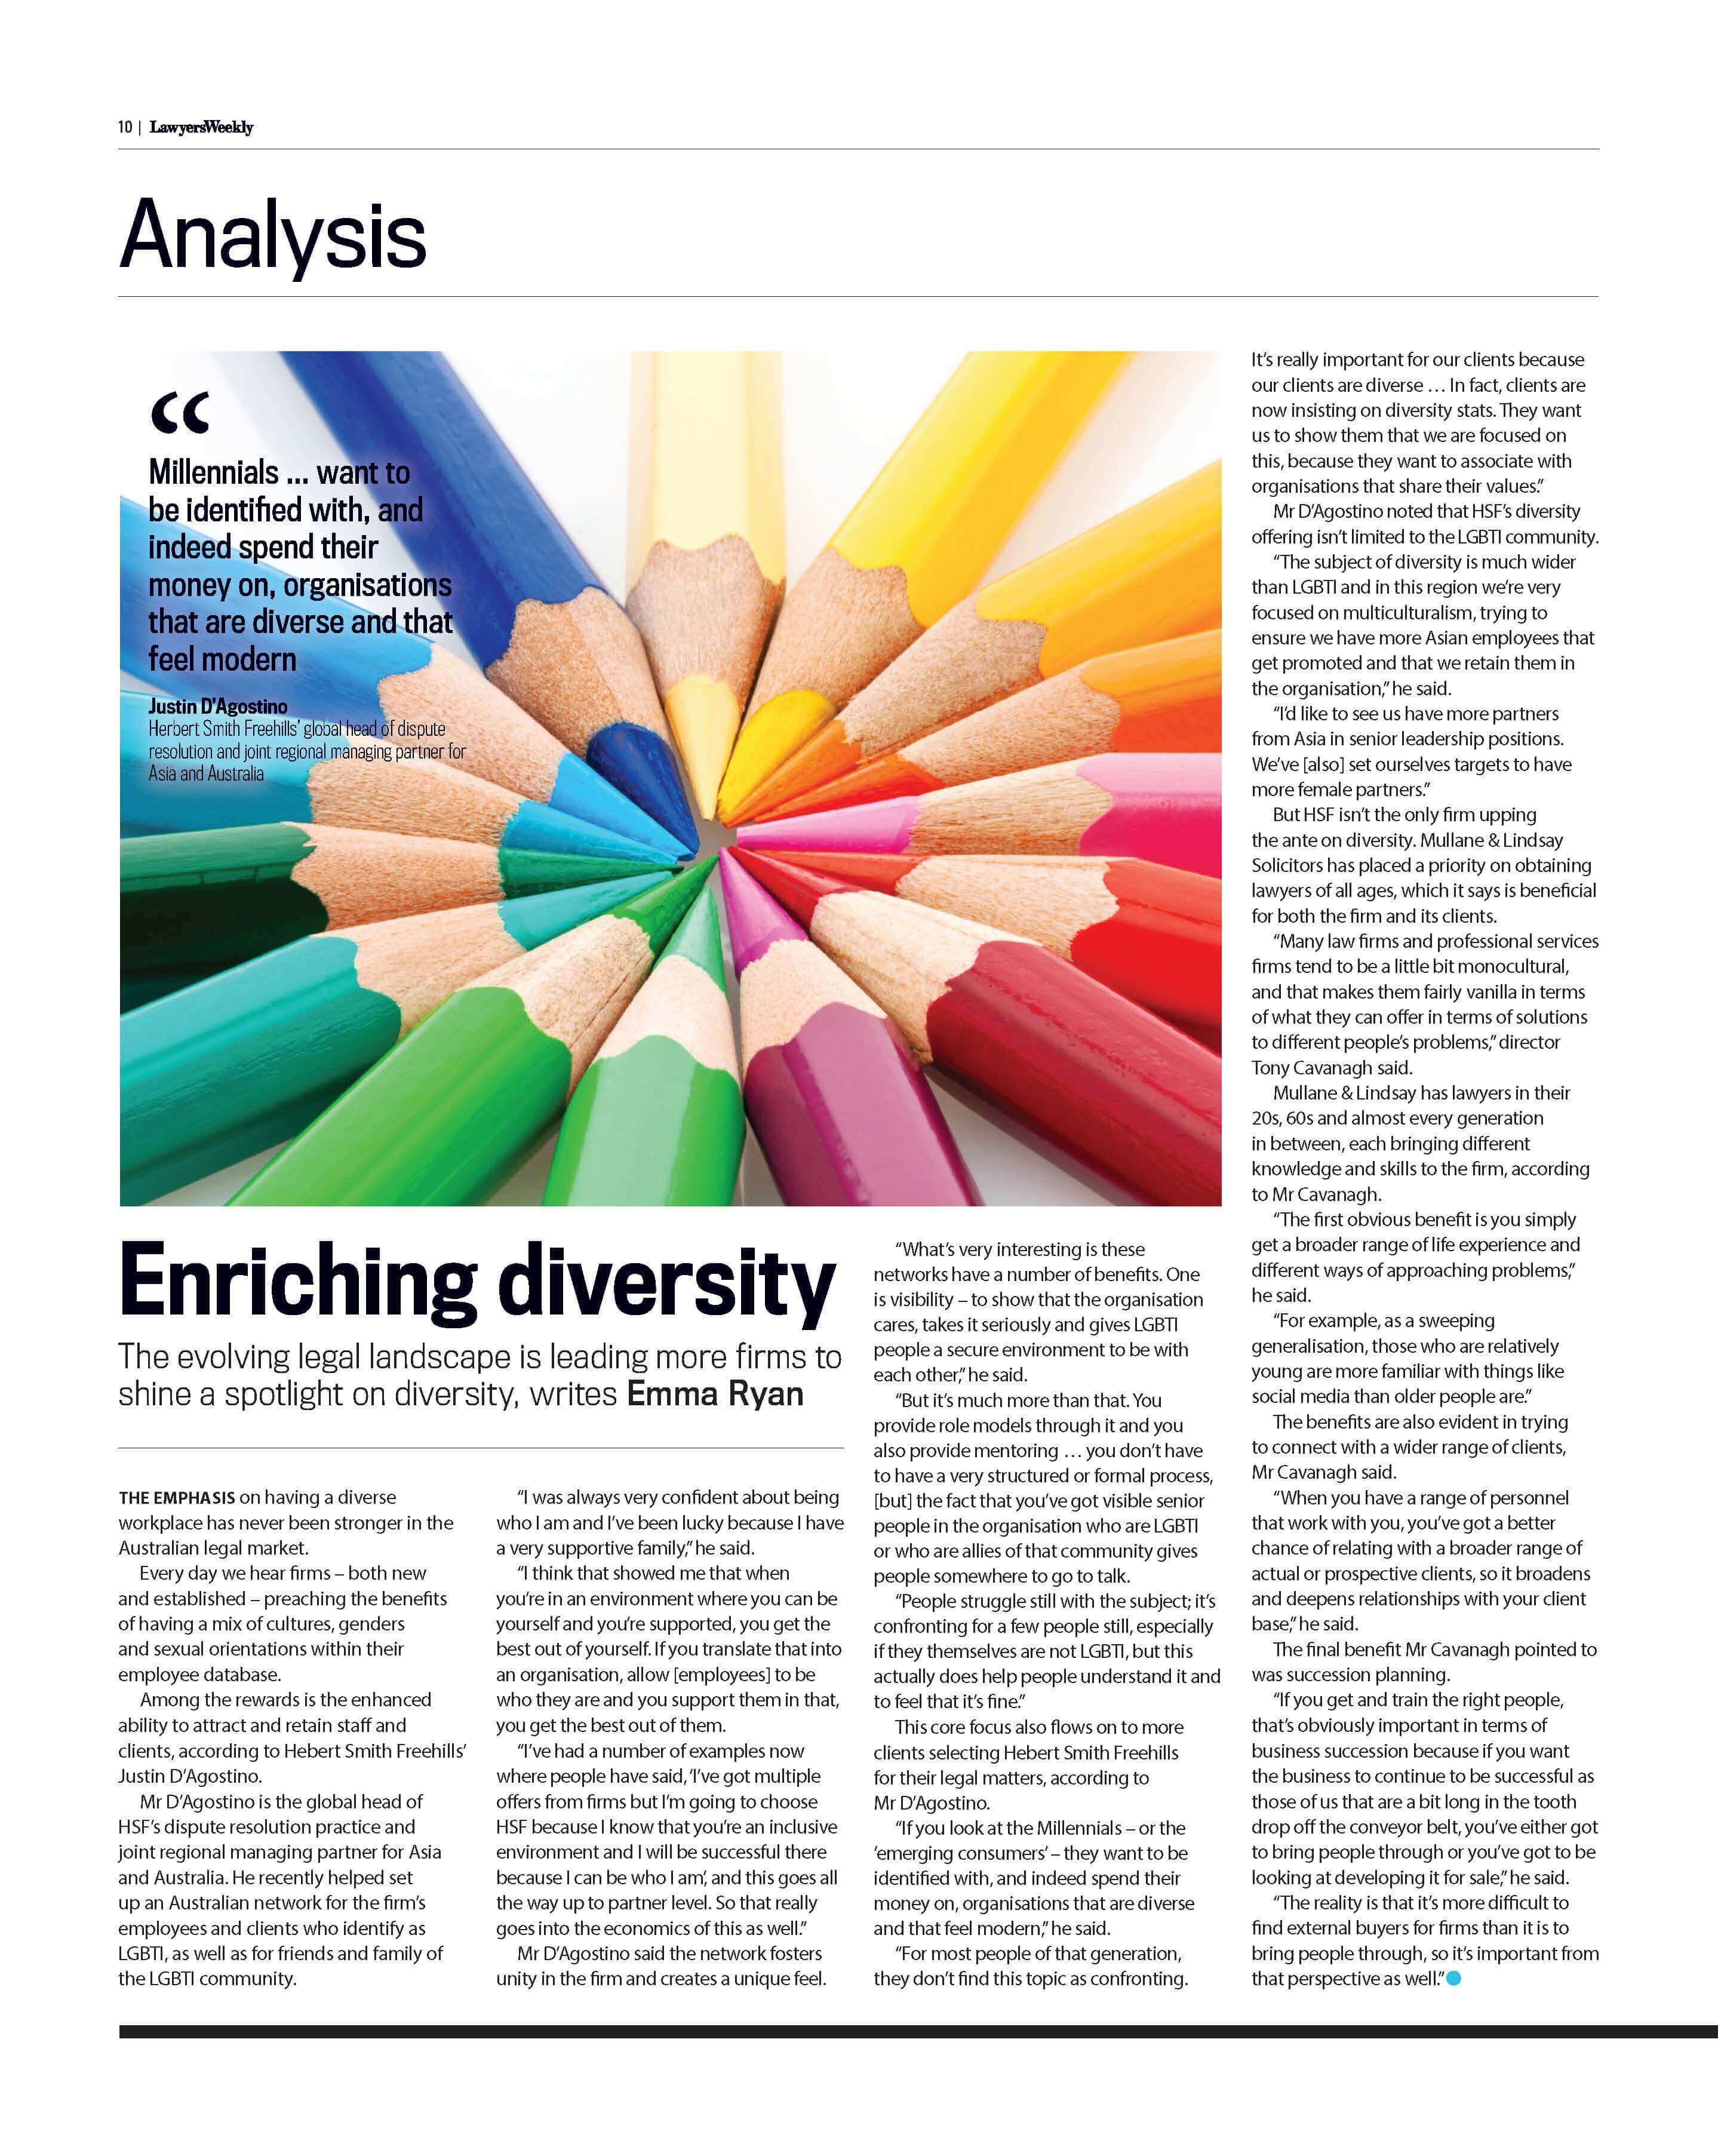 10 | LawyersWeekly
Analysis
“
Millennials ... want to
be identified with, and
indeed spend their
money on, organisations
that are diverse and that
feel modern
Justin D'Agostino
Herbert Smith Freehills' global head of dispute
resolution and joint regional managing partner for
Asia and Australia
Enriching diversity
The evolving legal landscape is leading more firms to
shine a spotlight on diversity, writes Emma Ryan
THE EMPHASIS on having a diverse
workplace has never been stronger in the
Australian legal market.
Every day we hear firms – both new
and established – preaching the benefits
of having a mix of cultures, genders
and sexual orientations within their
employee database.
Among the rewards is the enhanced
ability to attract and retain staff and
clients, according to Hebert Smith Freehills'
Justin D'Agostino.
Mr D'Agostino is the global head of
HSF's dispute resolution practice and
joint regional managing partner for Asia
and Australia. He recently helped set
up an Australian network for the firm's
employees and clients who identify as
LGBTI, as well as for friends and family of
the LGBTI community.
“I was always very confident about being
who I am and I've been lucky because I have
a very supportive family,” he said.
“I think that showed me that when
you're in an environment where you can be
yourself and you're supported, you get the
best out of yourself. If you translate that into
an organisation, allow [employees] to be
who they are and you support them in that,
you get the best out of them.
“I've had a number of examples now
where people have said, ‘I've got multiple
offers from firms but I'm going to choose
HSF because I know that you're an inclusive
environment and I will be successful there
because I can be who I am’, and this goes all
the way up to partner level. So that really
goes into the economics of this as well.”
Mr D'Agostino said the network fosters
unity in the firm and creates a unique feel.
“What's very interesting is these
networks have a number of benefits. One
is visibility – to show that the organisation
cares, takes it seriously and gives LGBTI
people a secure environment to be with
each other,” he said.
“But it's much more than that. You
provide role models through it and you
also provide mentoring … you don't have
to have a very structured or formal process,
[but] the fact that you've got visible senior
people in the organisation who are LGBTI
or who are allies of that community gives
people somewhere to go to talk.
“People struggle still with the subject; it's
confronting for a few people still, especially
if they themselves are not LGBTI, but this
actually does help people understand it and
to feel that it's fine.”
This core focus also flows on to more
clients selecting Hebert Smith Freehills
for their legal matters, according to
Mr D'Agostino.
“If you look at the Millennials – or the
‘emerging consumers’ – they want to be
identified with, and indeed spend their
money on, organisations that are diverse
and that feel modern,” he said.
“For most people of that generation,
they don't find this topic as confronting.
It's really important for our clients because
our clients are diverse … In fact, clients are
now insisting on diversity stats. They want
us to show them that we are focused on
this, because they want to associate with
organisations that share their values.”
Mr D'Agostino noted that HSF's diversity
offering isn't limited to the LGBTI community.
“The subject of diversity is much wider
than LGBTI and in this region we're very
focused on multiculturalism, trying to
ensure we have more Asian employees that
get promoted and that we retain them in
the organisation,” he said.
“I'd like to see us have more partners
from Asia in senior leadership positions.
We've [also] set ourselves targets to have
more female partners.”
But HSF isn't the only firm upping
the ante on diversity. Mullane & Lindsay
Solicitors has placed a priority on obtaining
lawyers of all ages, which it says is beneficial
for both the firm and its clients.
“Many law firms and professional services
firms tend to be a little bit monocultural,
and that makes them fairly vanilla in terms
of what they can offer in terms of solutions
to different people's problems,” director
Tony Cavanagh said.
Mullane & Lindsay has lawyers in their
20s, 60s and almost every generation
in between, each bringing different
knowledge and skills to the firm, according
to Mr Cavanagh.
“The first obvious benefit is you simply
get a broader range of life experience and
different ways of approaching problems,”
he said.
“For example, as a sweeping
generalisation, those who are relatively
young are more familiar with things like
social media than older people are.”
The benefits are also evident in trying
to connect with a wider range of clients,
Mr Cavanagh said.
“When you have a range of personnel
that work with you, you've got a better
chance of relating with a broader range of
actual or prospective clients, so it broadens
and deepens relationships with your client
base,” he said.
The final benefit Mr Cavanagh pointed to
was succession planning.
“If you get and train the right people,
that's obviously important in terms of
business succession because if you want
the business to continue to be successful as
those of us that are a bit long in the tooth
drop off the conveyor belt, you've either got
to bring people through or you've got to be
looking at developing it for sale,” he said.
“The reality is that it's more difficult to
find external buyers for firms than it is to
bring people through, so it's important from
that perspective as well.”